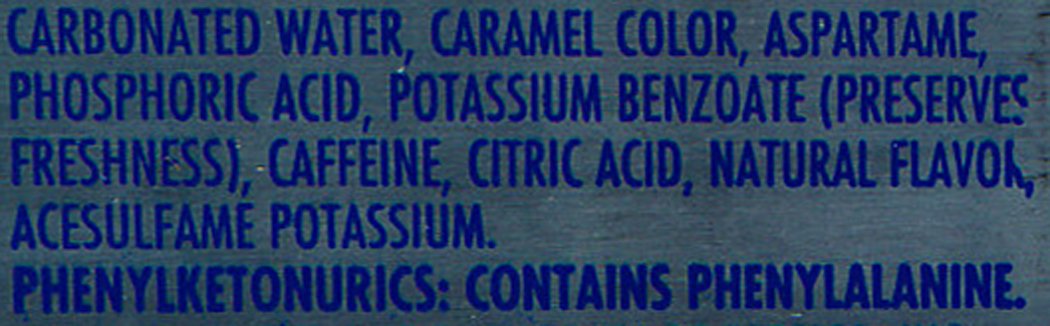 CARBONATED WATER, CARAMEL COLOR, ASPARTAME,
PHOSPHORIC ACID, POTASSIUM BENZOATE (PRESERVES
FRESHNESS), CAFFEINE, CITRIC ACID, NATURAL FLAVOR,
ACESULFAME POTASSIUM.
PHENYLKETONURICS: CONTAINS PHENYLALANINE.